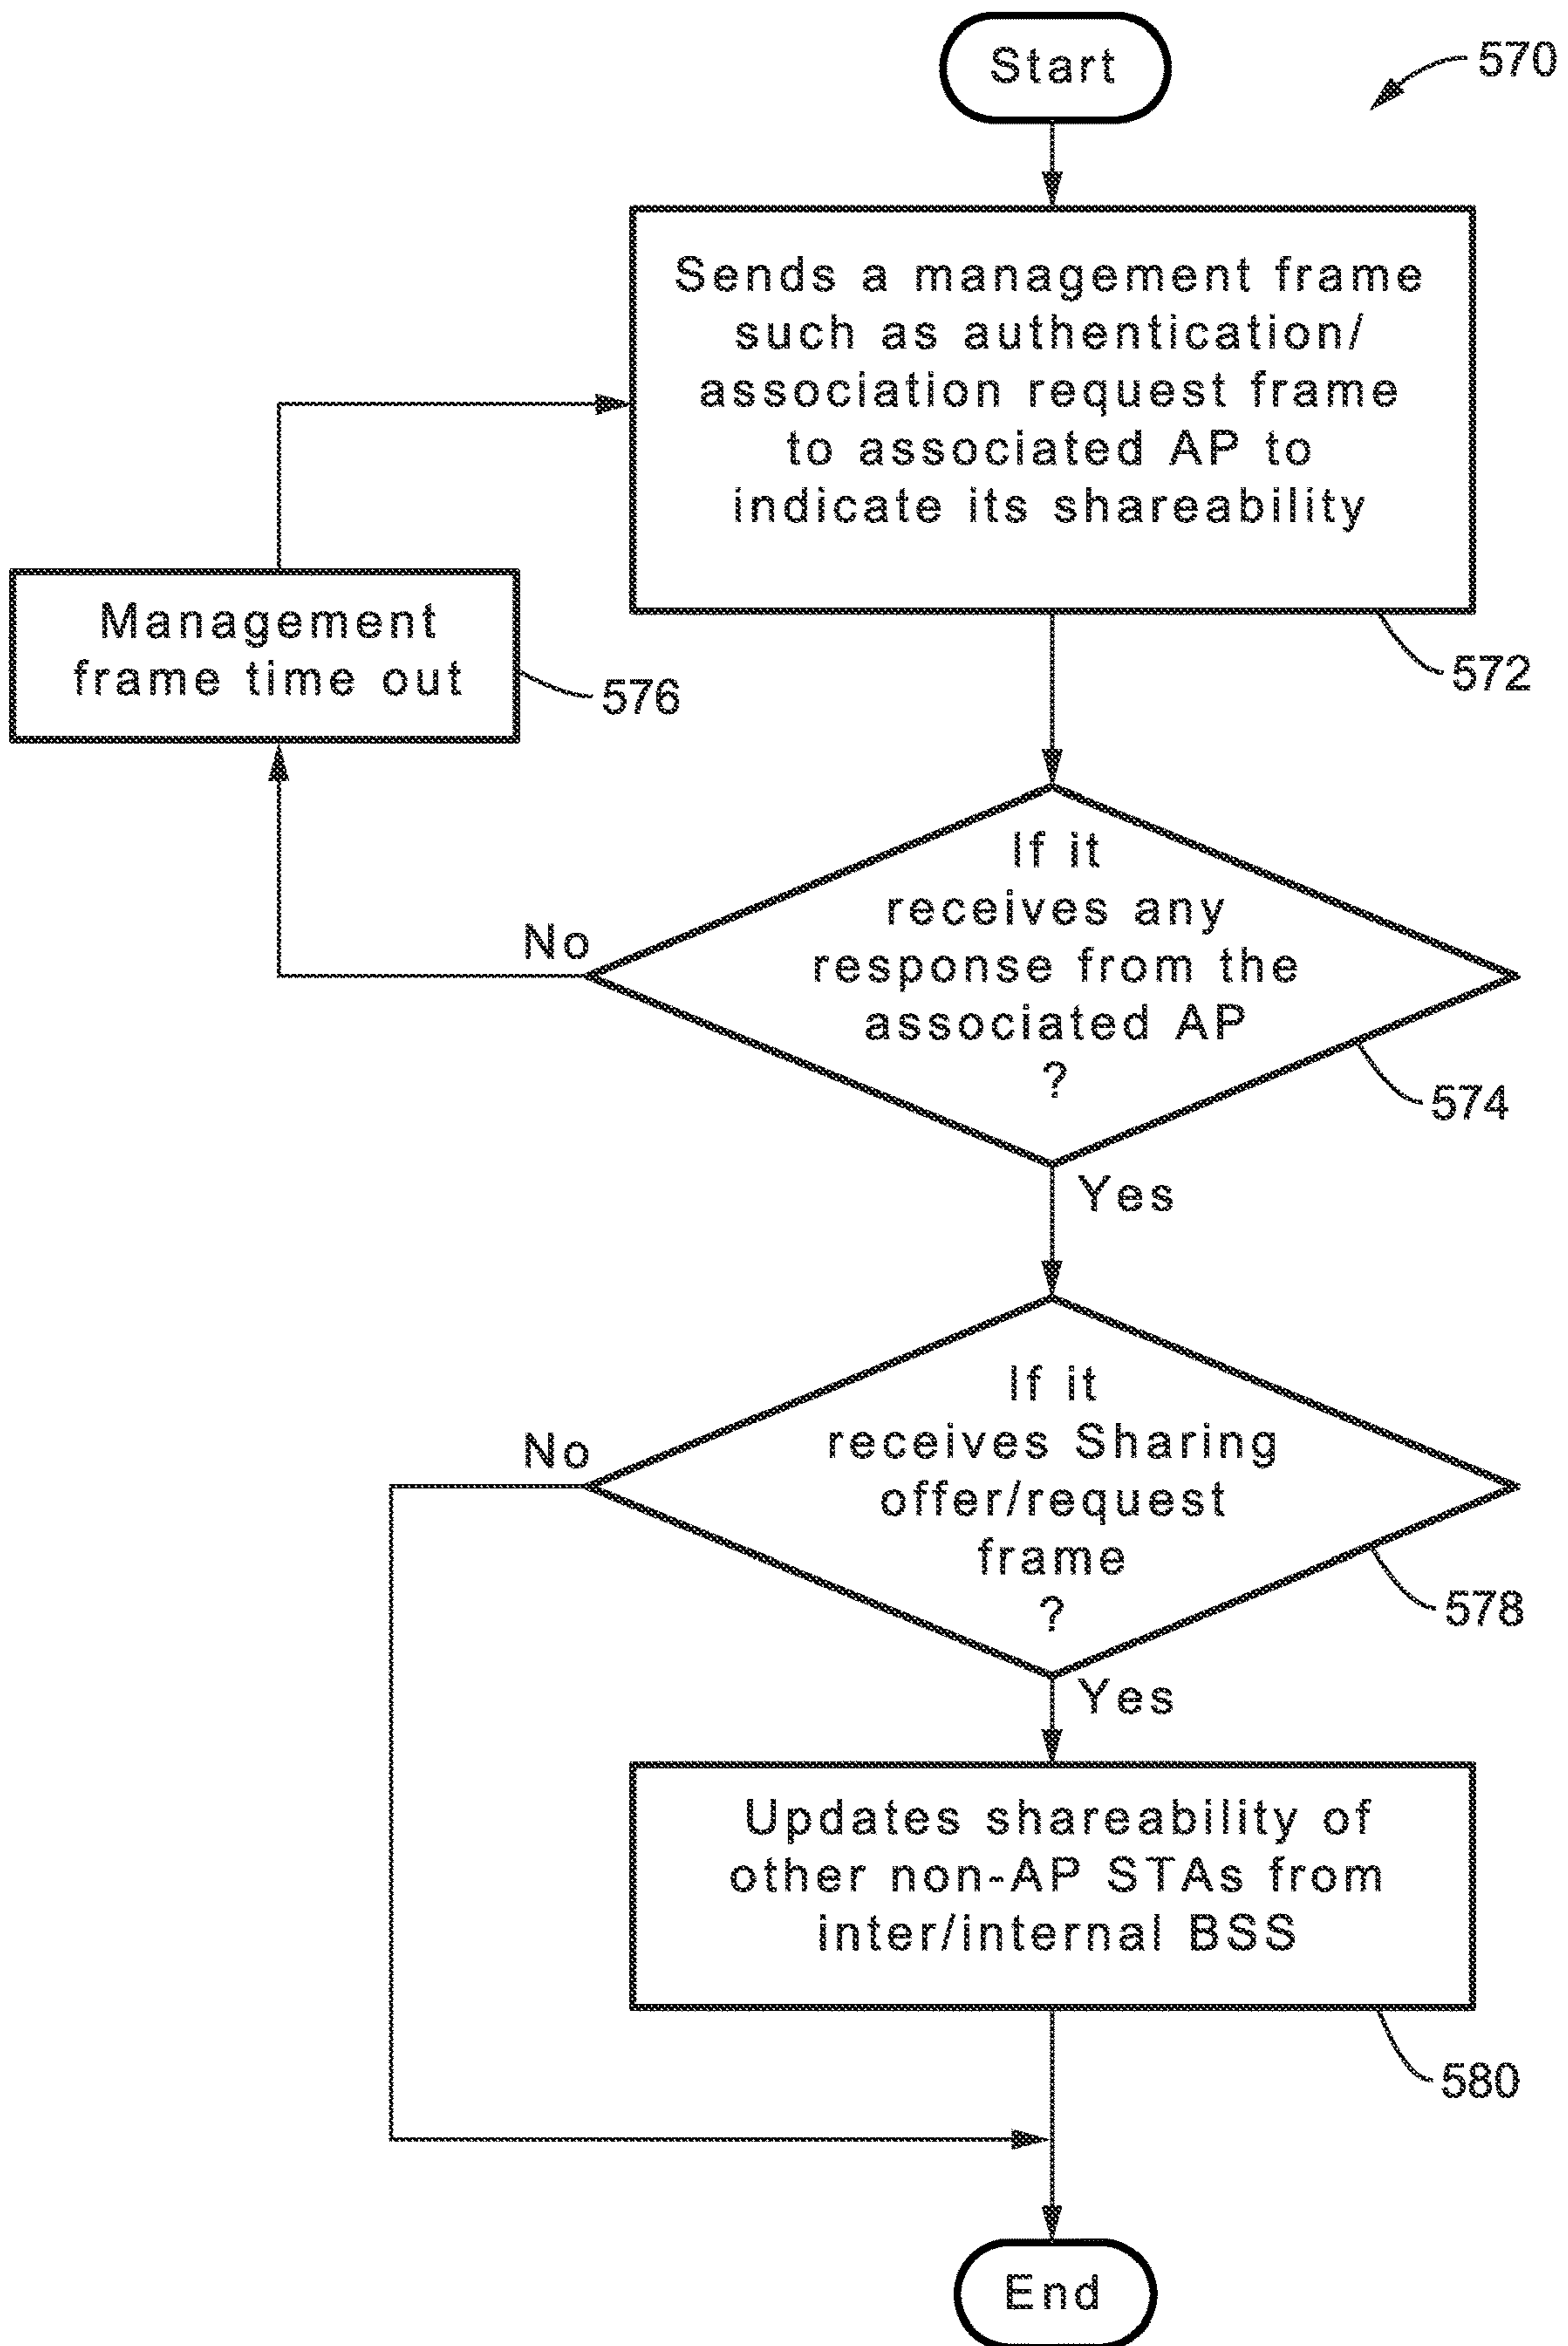 Start
570
Sends a management frame
such as authentication/
association request frame
to associated AP to
indicate its shareability
572
Management
frame time out
576
If it
receives any
response from the
associated AP
?
No
574
Yes
If it
receives Sharing
offer/request
frame
?
No
578
Yes
Updates shareability of
other non-AP STAs from
inter/internal BSS
580
End